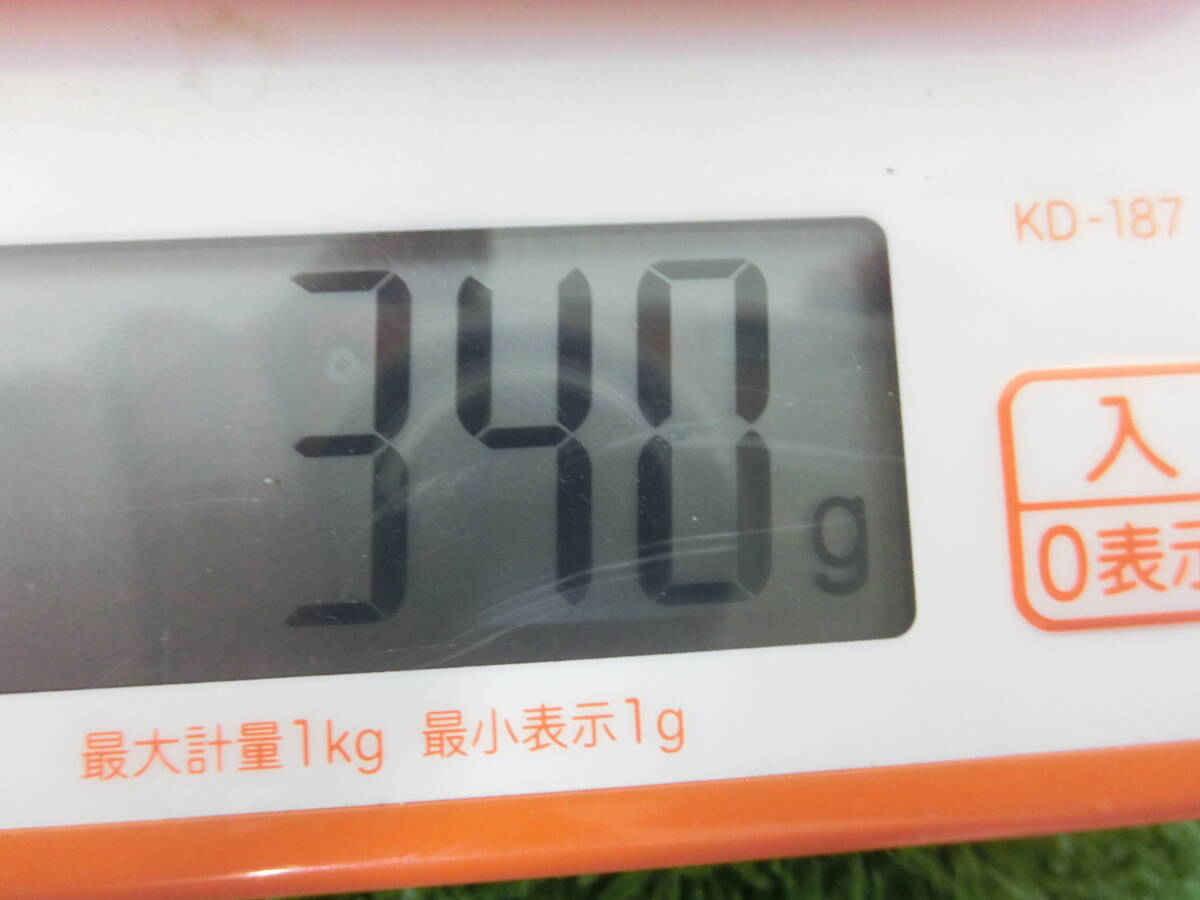 KD-187
340g
入
0表示
最大計量1kg 最小表示1g